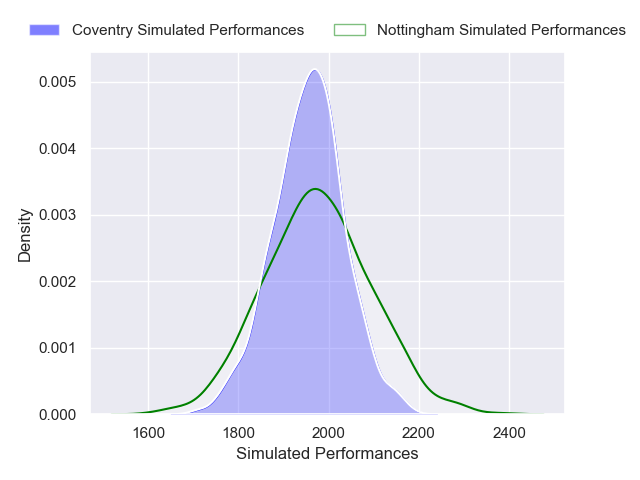 Coventry Simulated Performances Nottingham Simulated Performances
0.005
0.004
0.003
0.002
0.001
0.000
Density
1600 1800 2000 2200 2400
Simulated Performances